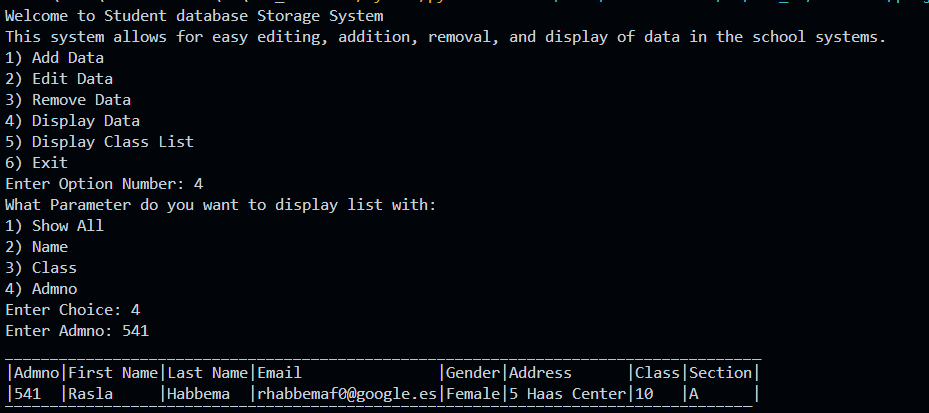 Welcome to Student database Storage System
This system allows for easy editing, addition, removal, and display of data in the school systems.
1) Add Data
2) Edit Data
3) Remove Data
4) Display Data
5) Display Class List
6) Exit
Enter Option Number: 4
What Parameter do you want to display list with:
1) Show All
2) Name
3) Class
4) Admno
Enter Choice: 4
Enter Admno: 541
|Admno|First Name|Last Name|Email               |Gender|Address      |Class|Section|
|541  |Rasla     |Habbema  |rhabbemaf0@google.es|Female|5 Haas Center|10   |A      |